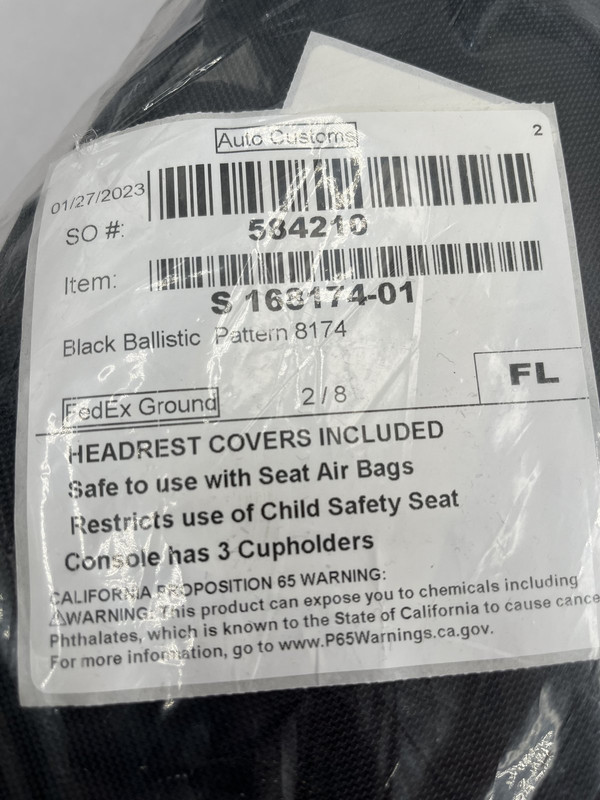 Auto Customs
2
01/27/2023
SO #: 584210
Item:
S 168174-01
Black Ballistic Pattern 8174
FedEx Ground
2 / 8
FL
HEADREST COVERS INCLUDED
Safe to use with Seat Air Bags
Restricts use of Child Safety Seat
Console has 3 Cupholders
CALIFORNIA PROPOSITION 65 WARNING:
⚠WARNING: This product can expose you to chemicals including
Phthalates, which is known to the State of California to cause cance
For more information, go to www.P65Warnings.ca.gov.